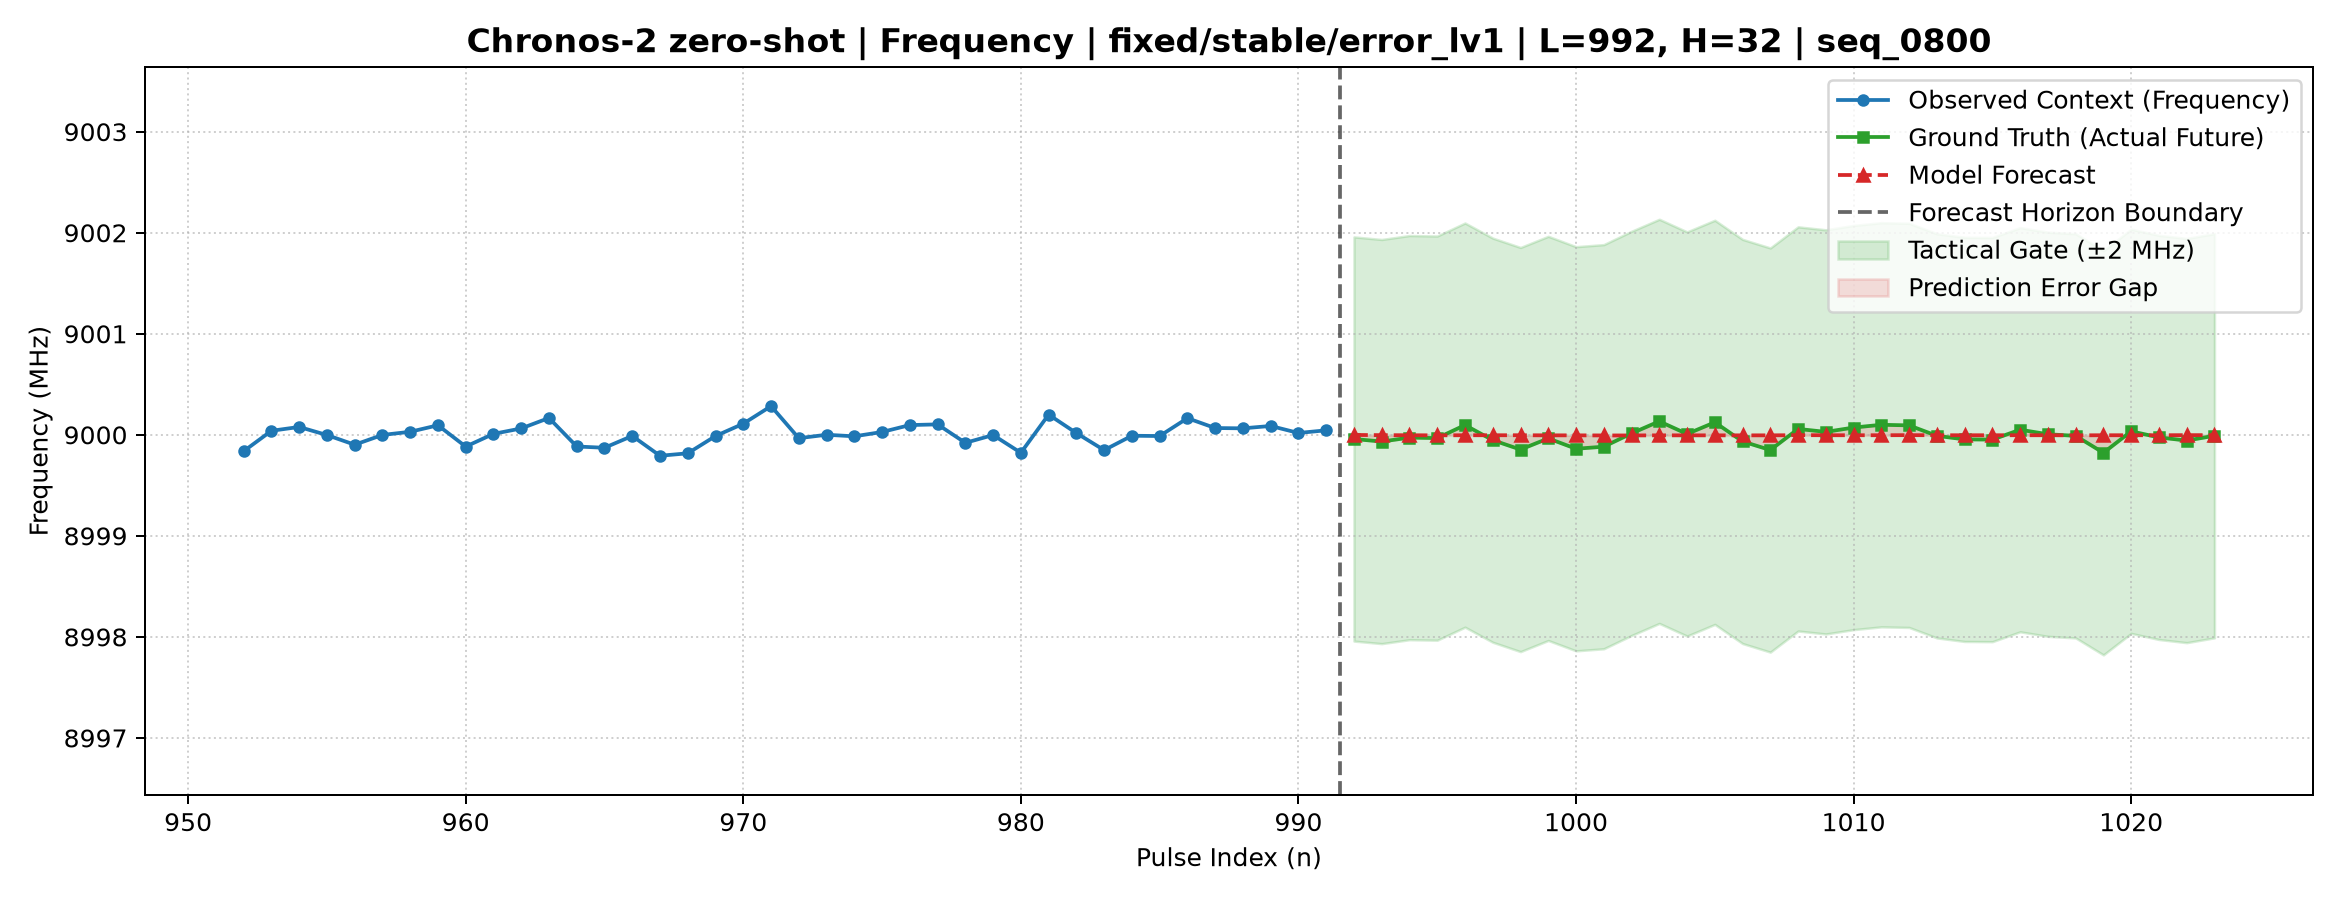 Chronos-2 zero-shot | Frequency | fixed/stable/error_lv1 | L=992, H=32 | seq_0800
Observed Context (Frequency)
Ground Truth (Actual Future)
Model Forecast
Forecast Horizon Boundary
Tactical Gate (±2 MHz)
Prediction Error Gap
Frequency (MHz)
9003
9002
9001
9000
8999
8998
8997
950 960 970 980 990 1000 1010 1020
Pulse Index (n)